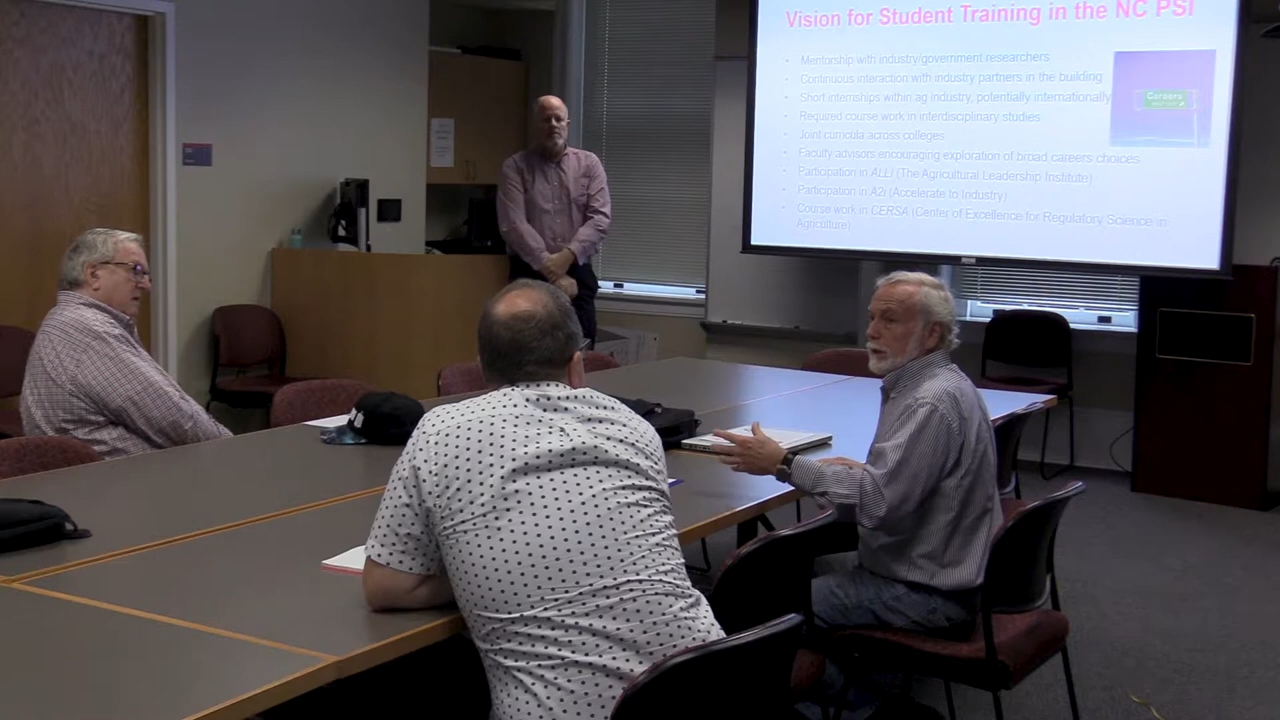 Vision for Student Training in the NC PSI
• Mentorship with industry/government researchers
• Continuous interaction with industry partners in the building
• Short internships within ag industry, potentially internationally
• Required course work in interdisciplinary studies
• Joint curricula across colleges
• Faculty advisors encouraging exploration of broad careers choices
• Participation in ALLI (The Agricultural Leadership Institute)
• Participation in A2i (Accelerate to Industry)
• Course work in CERSA (Center of Excellence for Regulatory Science in
Agriculture)
Careers